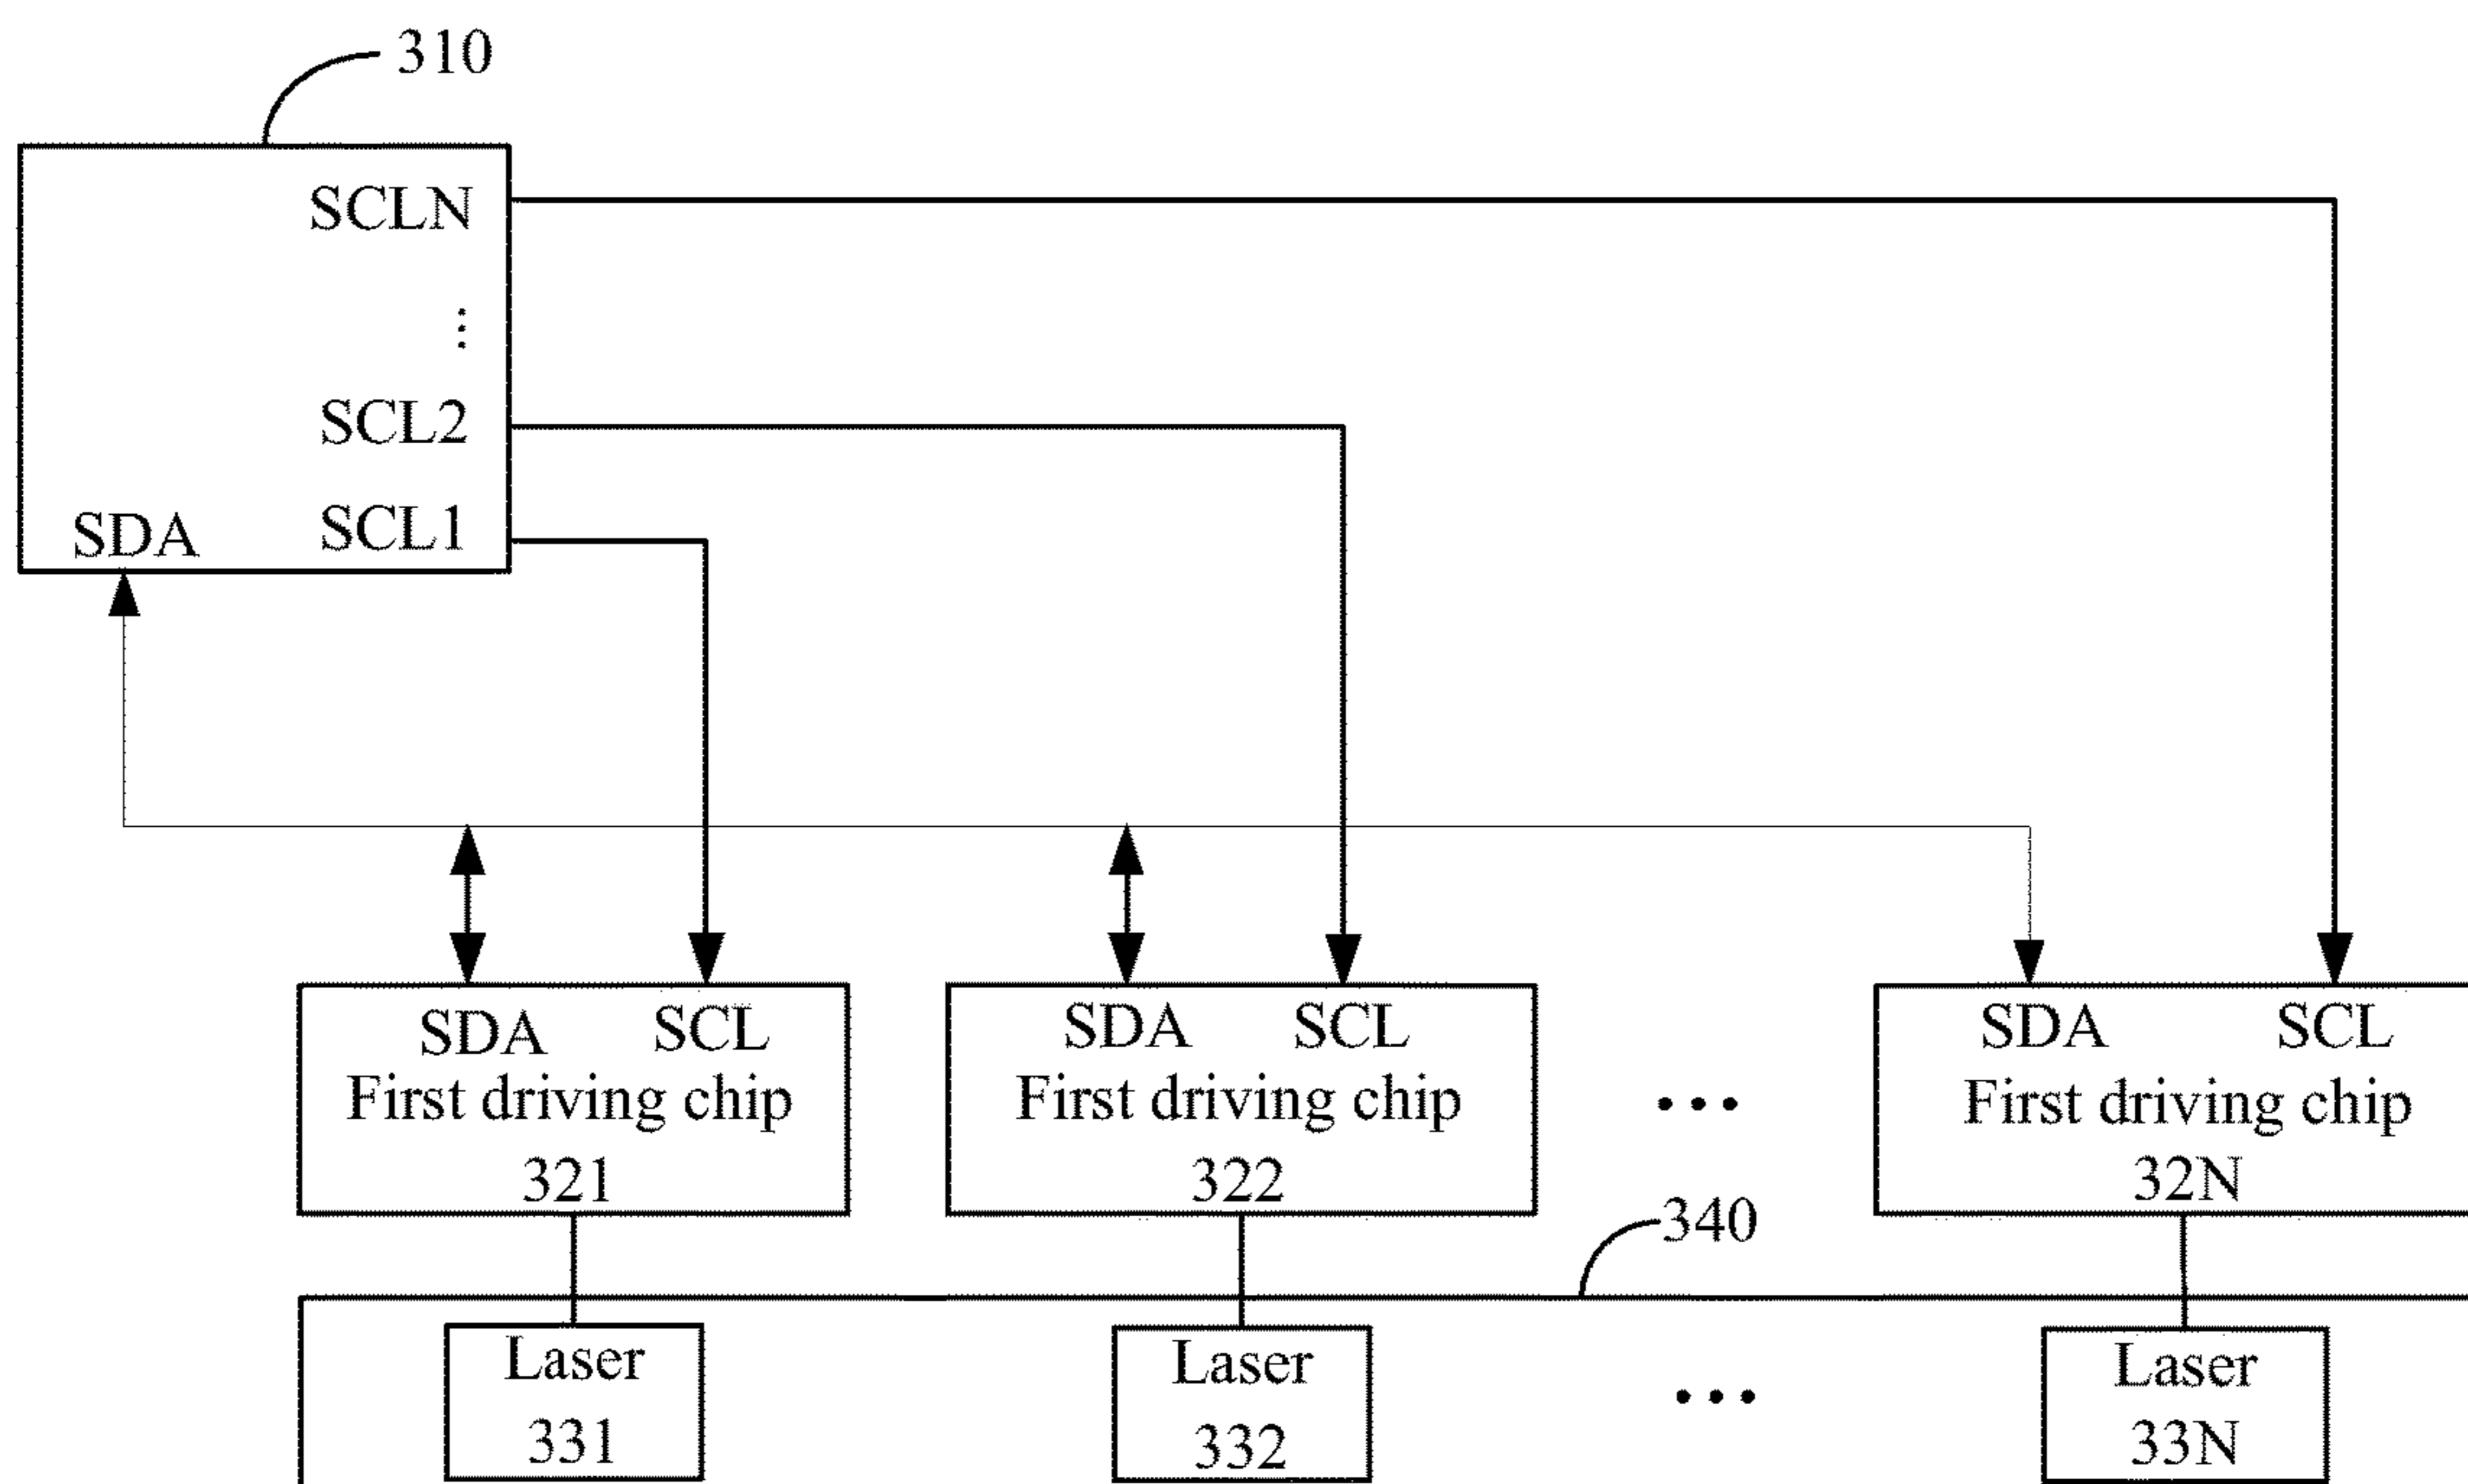 310
SCLN
⋮
SCL2
SCL1
SDA
SDA SCL
First driving chip
321
SDA SCL
First driving chip
322
...
SDA SCL
First driving chip
32N
340
Laser
331
Laser
332
...
Laser
33N